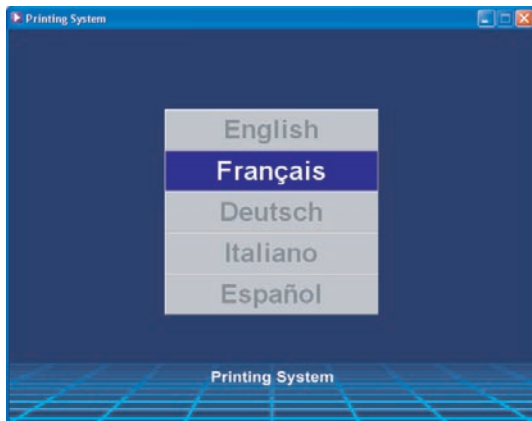 Printing System
English
Français
Deutsch
Italiano
Español
Printing System